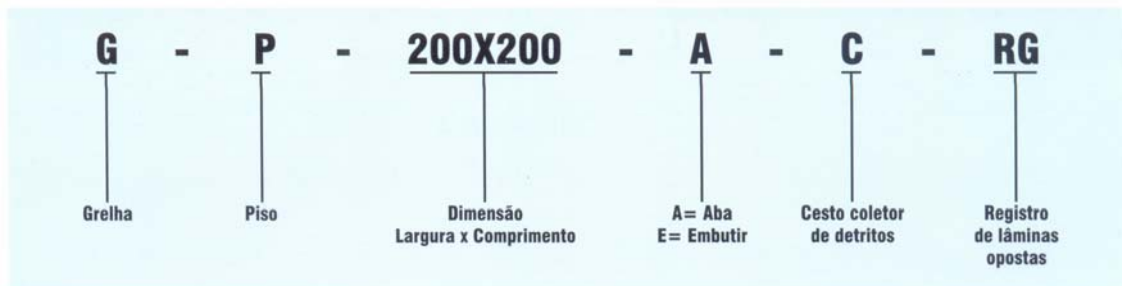 G - P - 200X200 - A - C - RG
Grelha
Piso
Dimensão
Largura x Comprimento
A= Aba
E= Embutir
Cesto coletor
de detritos
Registro
de lâminas
opostas